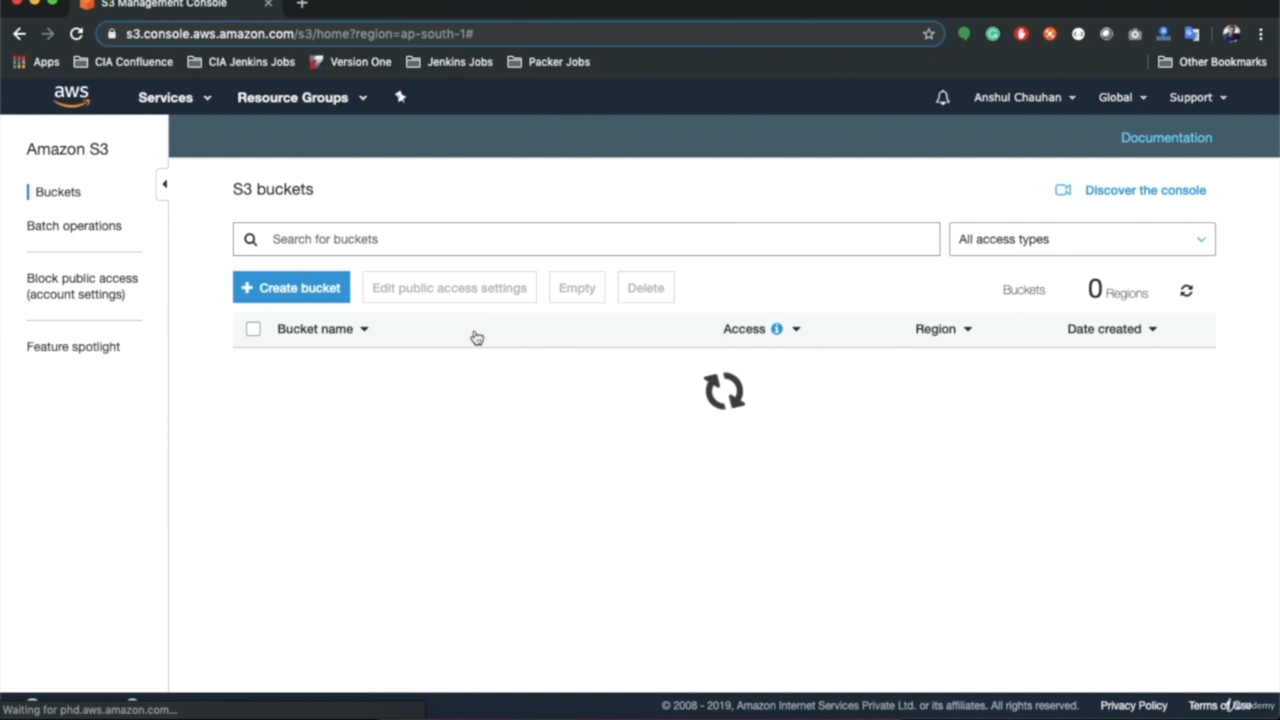 S3 Management Console
s3.console.aws.amazon.com/s3/home?region=ap-south-1#
Apps CIA Confluence CIA Jenkins Jobs Version One Jenkins Jobs Packer Jobs Other Bookmarks
aws Services Resource Groups Anshul Chauhan Global Support
Documentation
Amazon S3
Buckets
Batch operations
Block public access
(account settings)
Feature spotlight
S3 buckets Discover the console
Search for buckets All access types
+ Create bucket Edit public access settings Empty Delete Buckets 0 Regions
Bucket name Access Region Date created
Waiting for phd.aws.amazon.com...
© 2008 - 2019, Amazon Internet Services Private Ltd. or its affiliates. All rights reserved. Privacy Policy Terms of Use